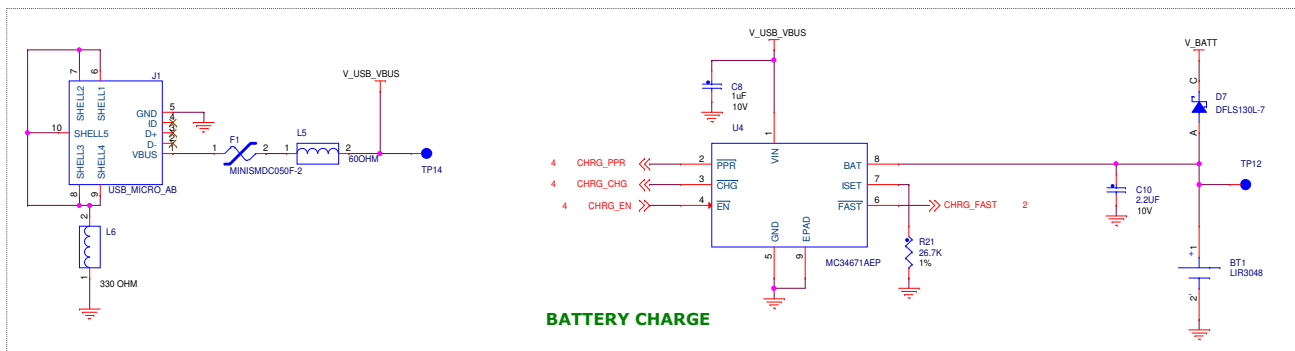 J1
7
6
SHELL2
SHELL1
10
SHELL5
SHELL3
SHELL4
GND
ID
D+
D-
VBUS
5
4
3
2
1
8
9
USB_MICRO_AB
2
L6
1
330 OHM
1
F1
2
MINISMDC050F-2
1
L5
2
60OHM
V_USB_VBUS
TP14
V_USB_VBUS
C8
1uF
10V
U4
1
VIN
4 CHRG_PPR
2
PPR
4 CHRG_CHG
3
CHG
4 CHRG_EN
4
EN
BAT
8
ISET
7
FAST
6
CHRG_FAST 2
GND
EPAD
5
9
MC34671AEP
R21
26.7K
1%
C10
2.2UF
10V
V_BATT
C
D7
DFLS130L-7
A
TP12
+
1
BT1
LIR3048
2'
BATTERY CHARGE